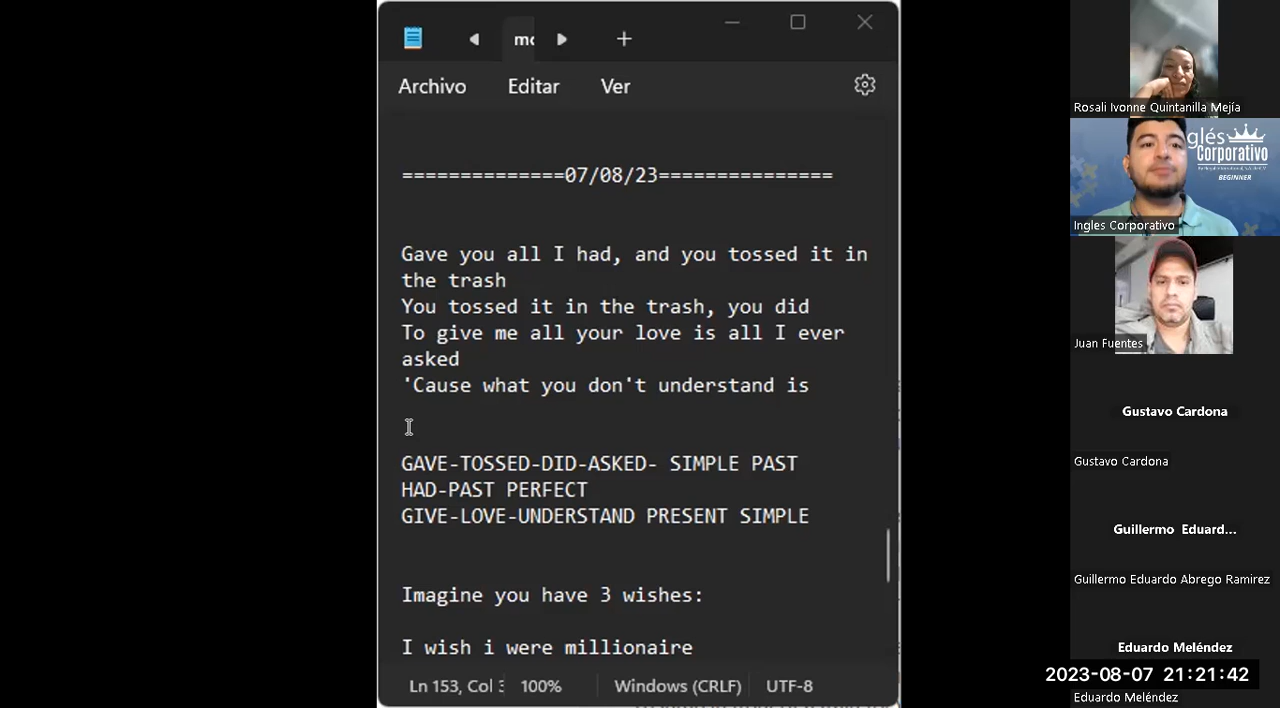 mo
Archivo Editar Ver
==============07/08/23===============
Gave you all I had, and you tossed it in
the trash
You tossed it in the trash, you did
To give me all your love is all I ever
asked
'Cause what you don't understand is
GAVE-TOSSED-DID-ASKED- SIMPLE PAST
HAD-PAST PERFECT
GIVE-LOVE-UNDERSTAND PRESENT SIMPLE
Imagine you have 3 wishes:
I wish i were millionaire
Ln 153, Col 3 100% Windows (CRLF) UTF-8
Rosali Ivonne Quintanilla Mejía
glés
Corporativo
BEGINNER
Ingles Corporativo
Juan Fuentes
Gustavo Cardona
Gustavo Cardona
Guillermo Eduard...
Guillermo Eduardo Abrego Ramirez
Eduardo Meléndez
2023-08-07 21:21:42
Eduardo Meléndez